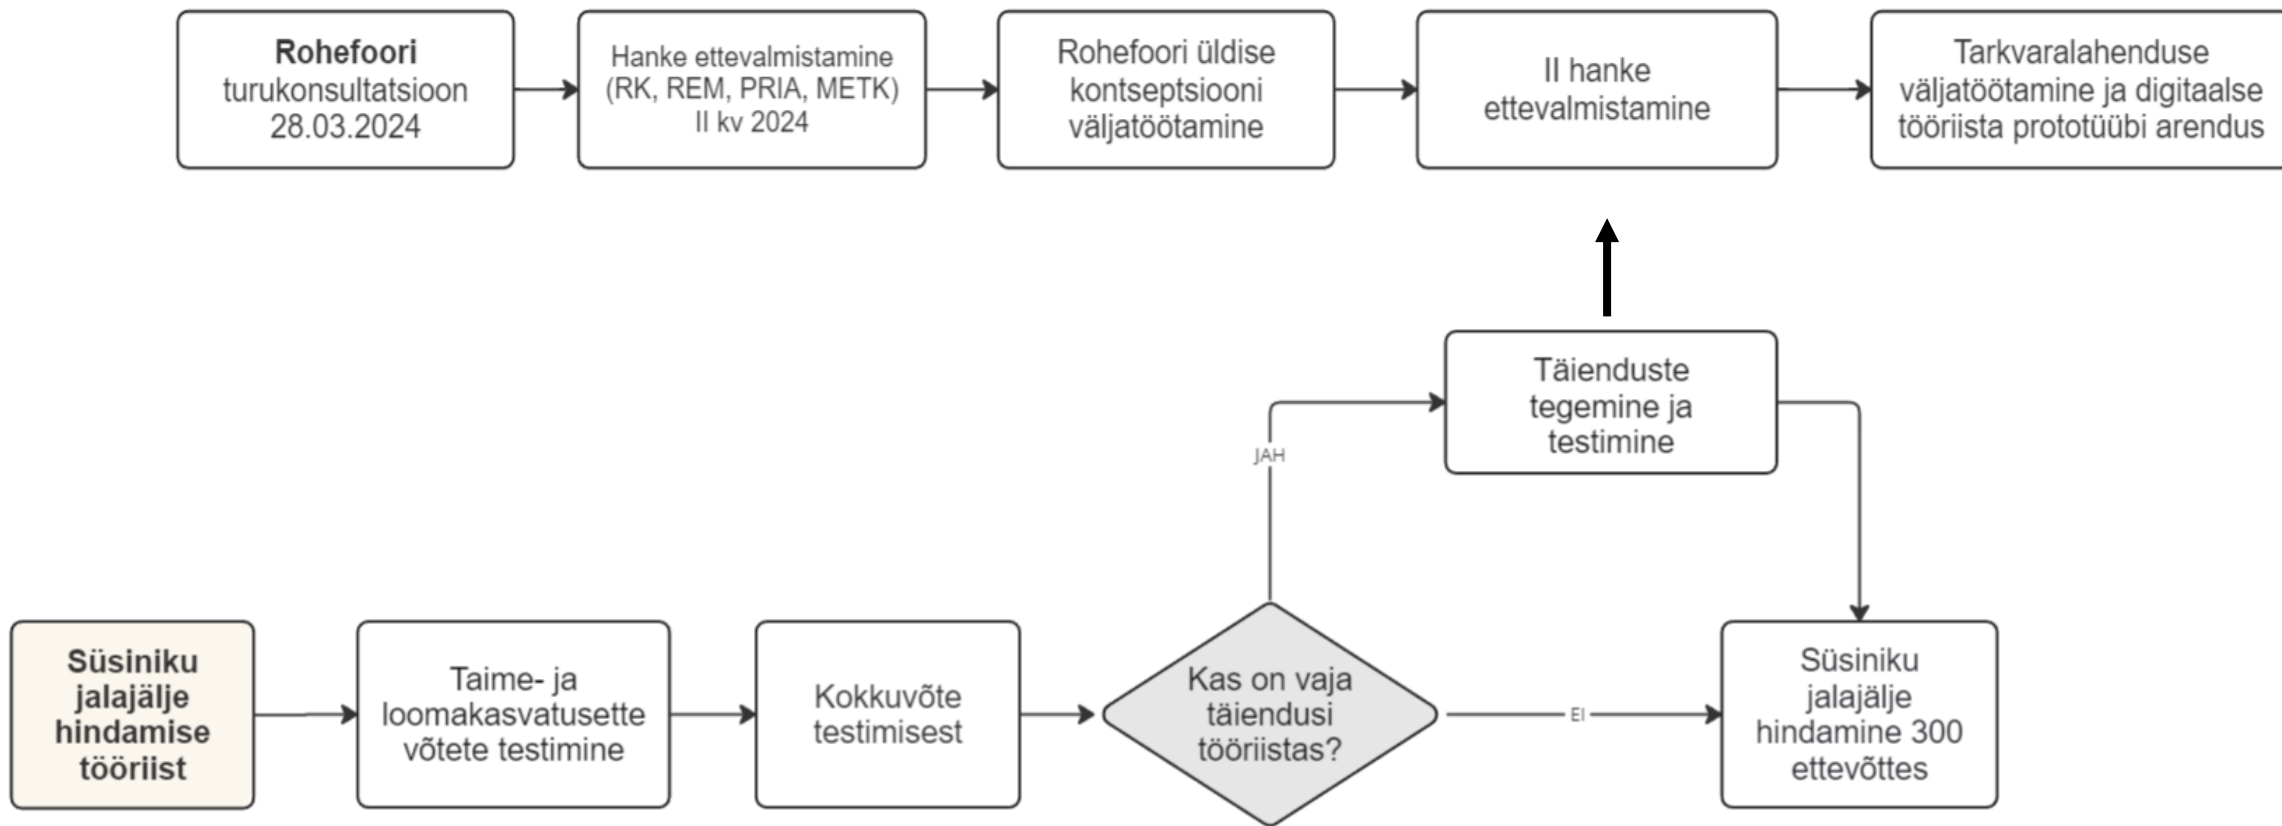 Rohefoori
turukonsultatsioon
28.03.2024
Hanke ettevalmistamine
(RK, REM, PRIA, METK)
II kv 2024
Rohefoori üldise
kontseptsiooni
väljatöötamine
II hanke
ettevalmistamine
Tarkvaralahenduse
väljatöötamine ja digitaalse
tööriista prototüübi arendus
Täienduste
tegemine ja
testimine
JAH
Süsiniku
jalajälje
hindamise
tööriist
Taime- ja
loomakasvatusette
võtete testimine
Kokkuvõte
testimisest
Kas on vaja
täiendusi
tööriistas?
EI
Süsiniku
jalajälje
hindamine 300
ettevõttes